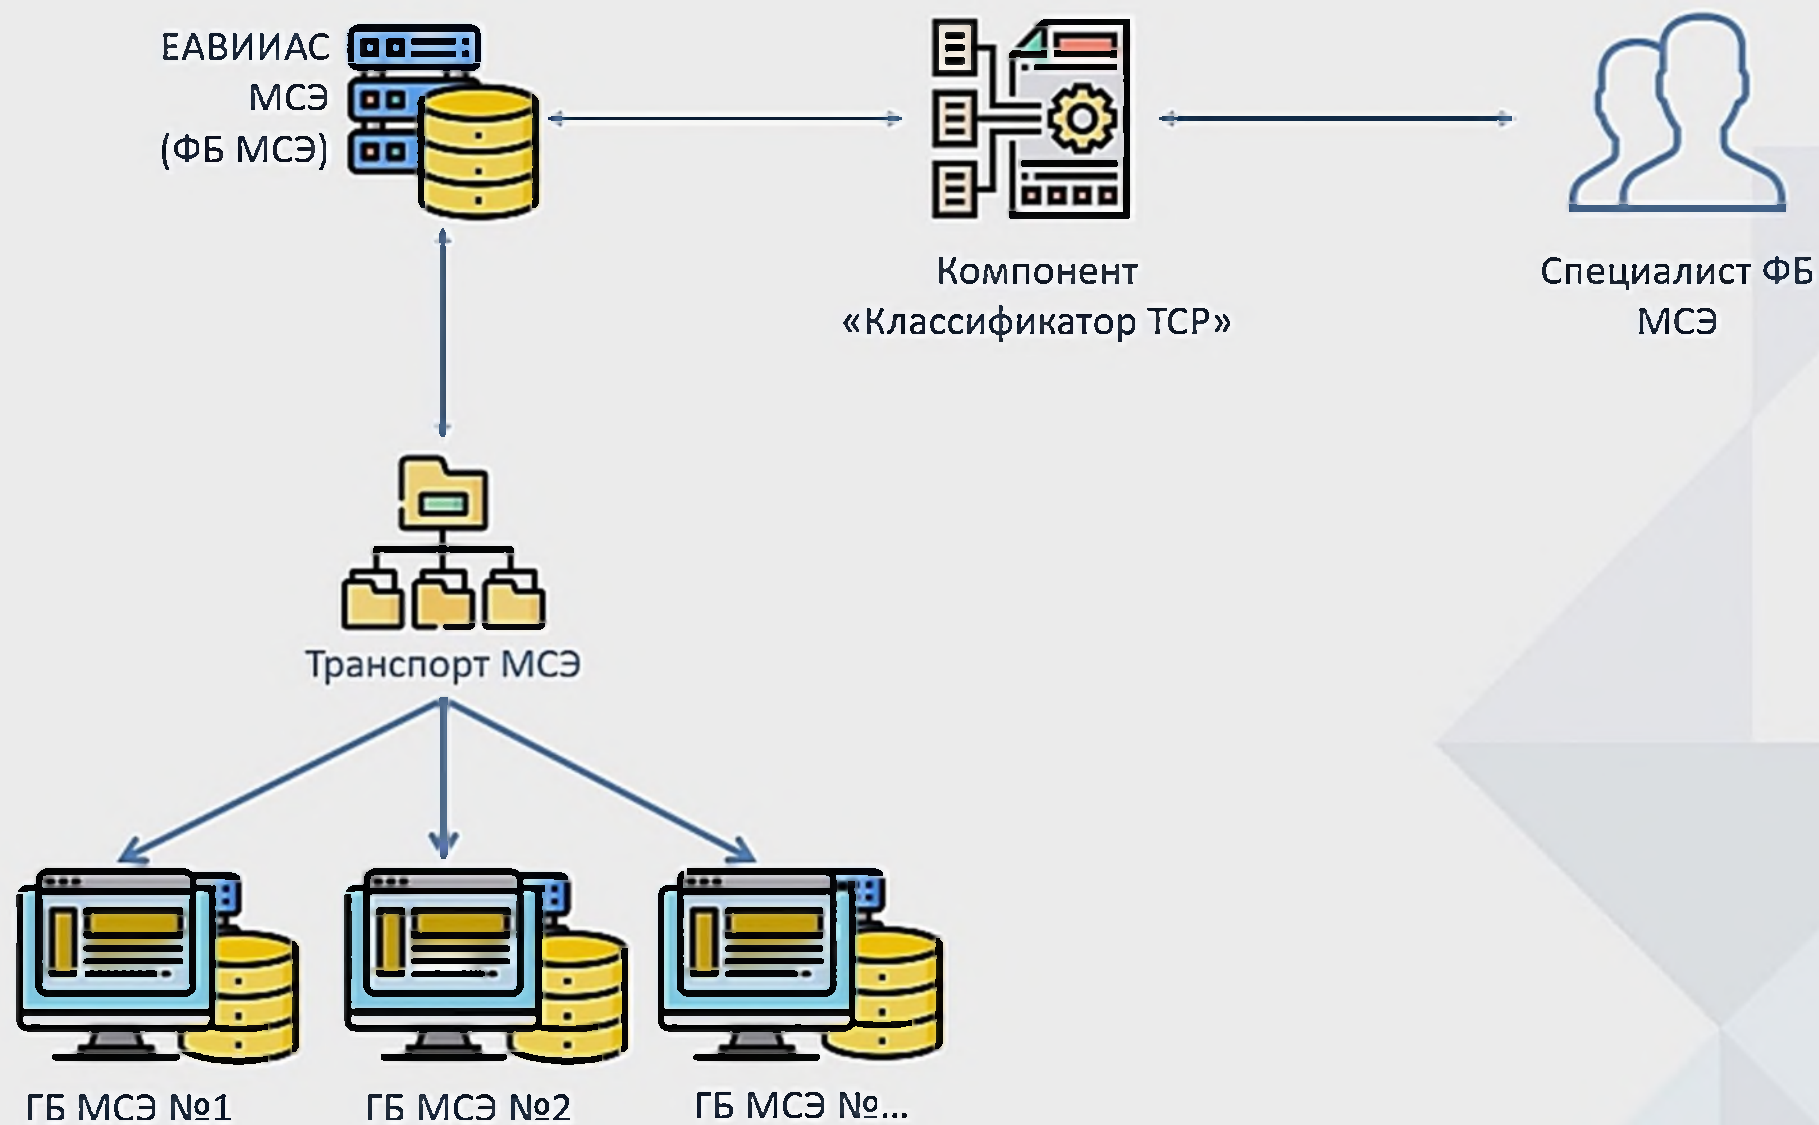 ЕАВИИАС
МСЭ
(ФБ МСЭ)
Компонент
«Классификатор ТСР»
Специалист ФБ
МСЭ
Транспорт МСЭ
ГБ МСЭ №1
ГБ МСЭ №2
ГБ МСЭ №...